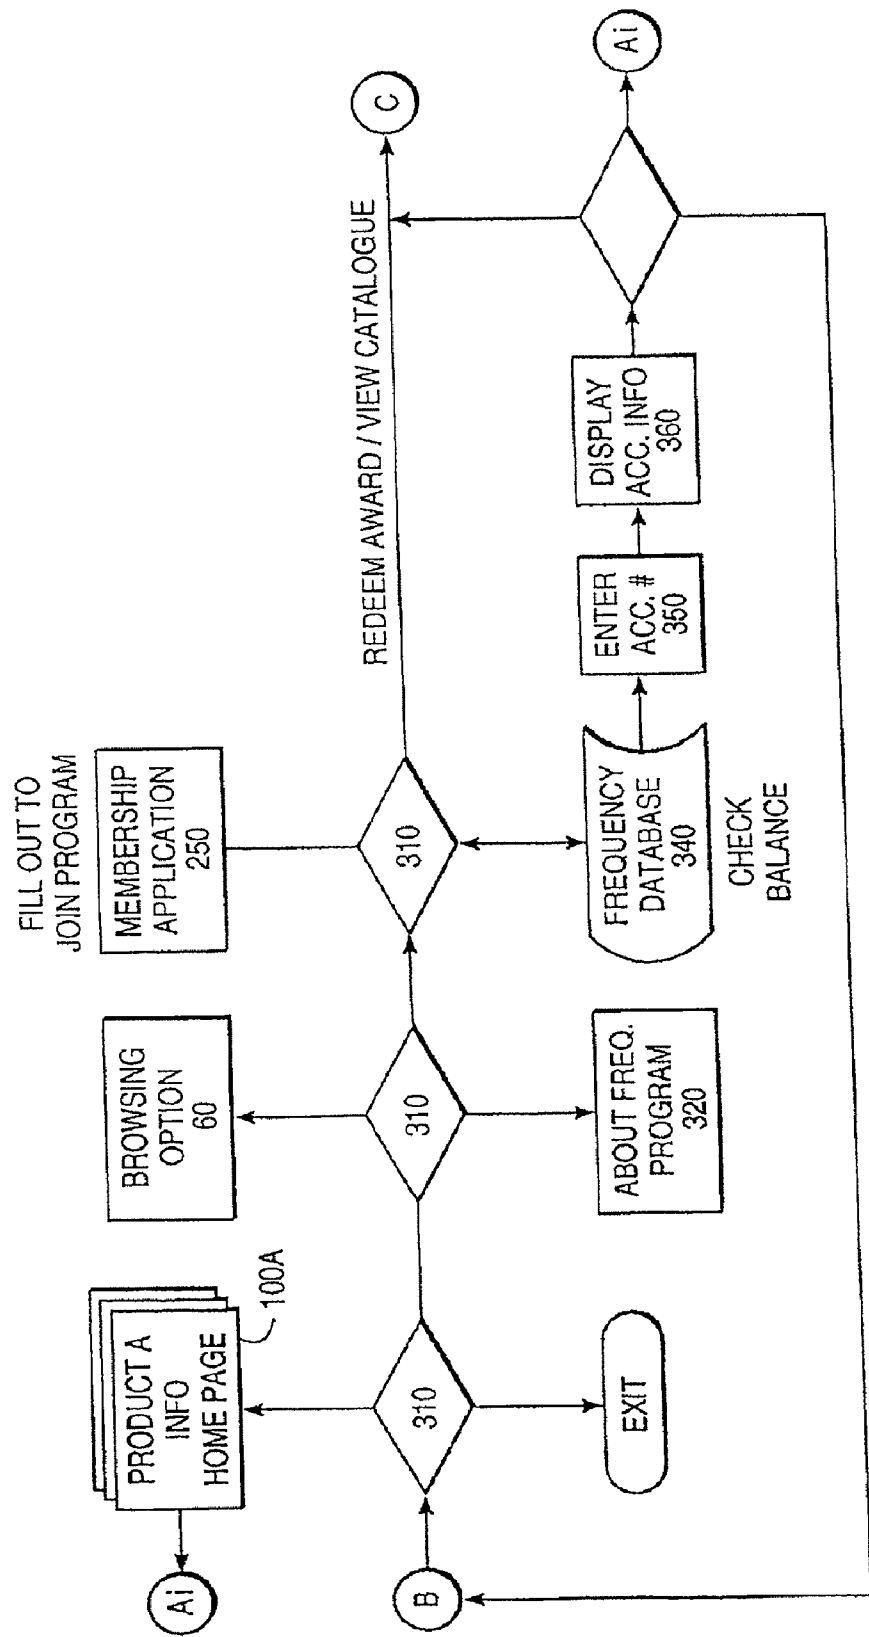 FILL OUT TO
JOIN PROGRAM
Ai
PRODUCT A
INFO
HOME PAGE
100A
BROWSING
OPTION
60
MEMBERSHIP
APPLICATION
250
B
310
310
310
REDEEM AWARD / VIEW CATALOGUE
C
EXIT
ABOUT FREQ.
PROGRAM
320
FREQUENCY
DATABASE
340
CHECK
BALANCE
ENTER
ACC. #
350
DISPLAY
ACC. INFO
360
Ai